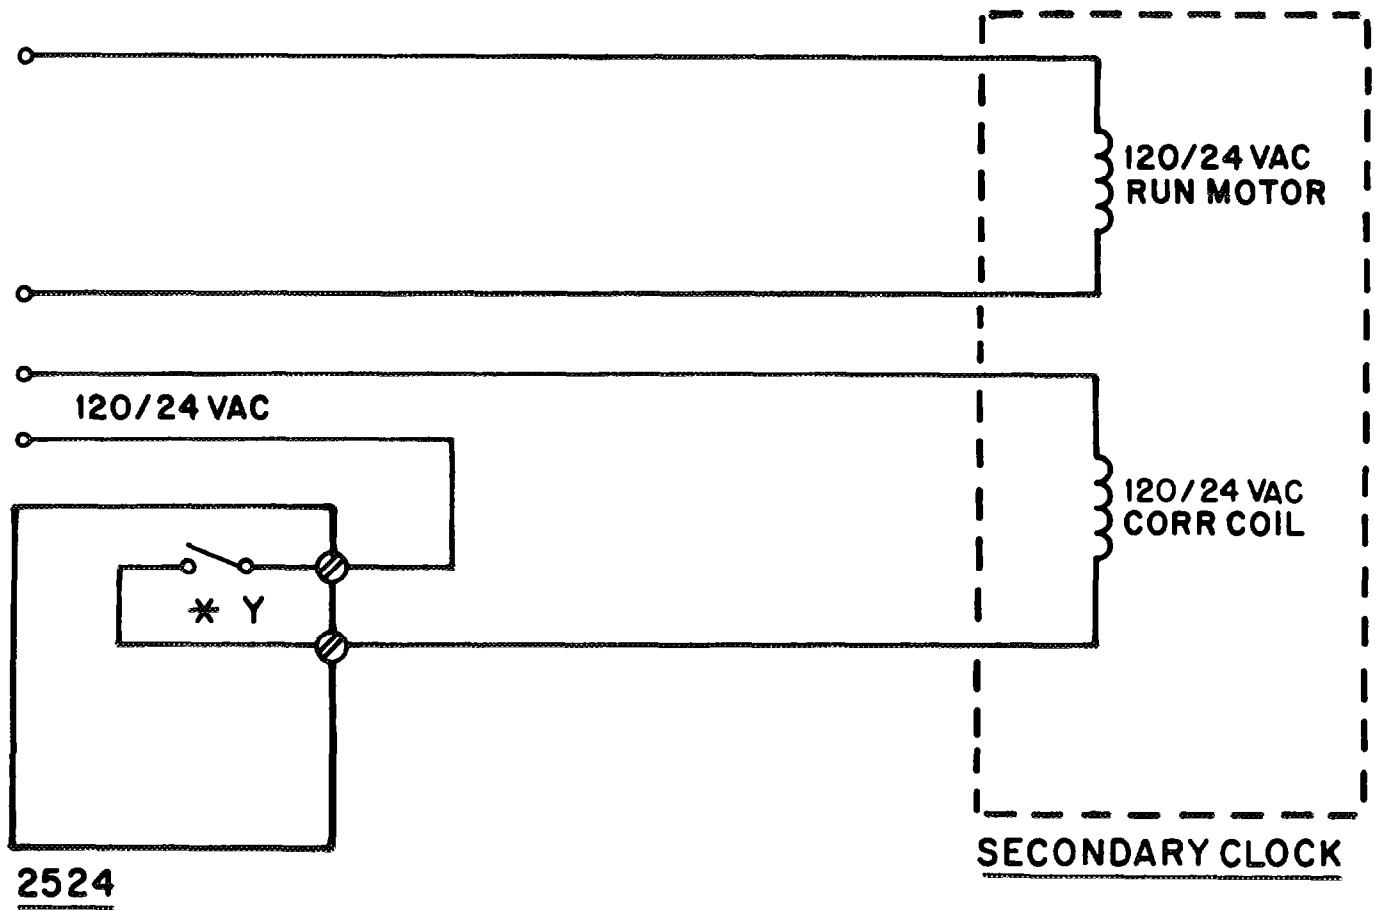 120/24 VAC
RUN MOTOR
120/24 VAC
120/24 VAC
CORR COIL
* Y
SECONDARY CLOCK
2524